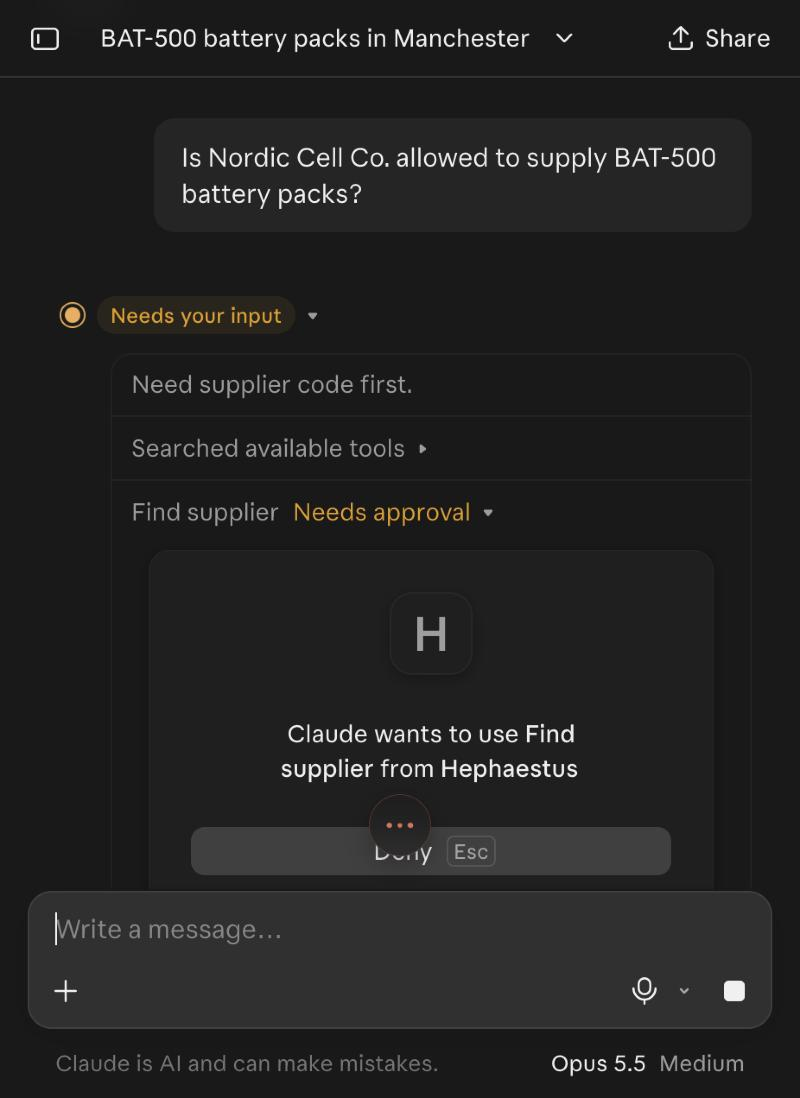 BAT-500 battery packs in Manchester
Share
Is Nordic Cell Co. allowed to supply BAT-500
battery packs?
Needs your input
Need supplier code first.
Searched available tools
Find supplier Needs approval
H
Claude wants to use Find
supplier from Hephaestus
Deny Esc
Write a message...
Claude is AI and can make mistakes.
Opus 5.5 Medium